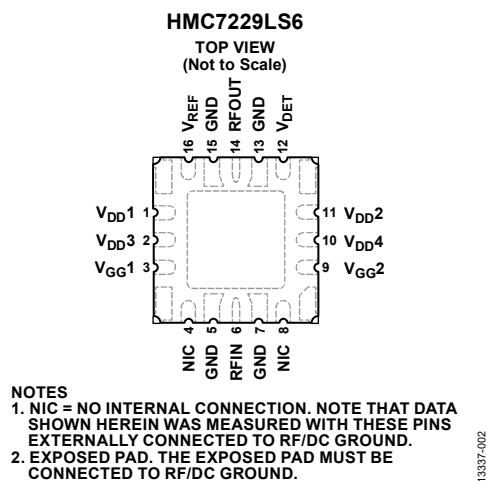 HMC7229LS6
TOP VIEW
(Not to Scale)
16 VREF
15 GND
14 RFOUT
13 GND
12 VDET
VDD1 1
VDD3 2
VGG1 3
11 VDD2
10 VDD4
9 VGG2
4 NIC
5 GND
6 RFIN
7 GND
8 NIC
NOTES
1. NIC = NO INTERNAL CONNECTION. NOTE THAT DATA
SHOWN HEREIN WAS MEASURED WITH THESE PINS
EXTERNALLY CONNECTED TO RF/DC GROUND.
2. EXPOSED PAD. THE EXPOSED PAD MUST BE
CONNECTED TO RF/DC GROUND.
13337-002